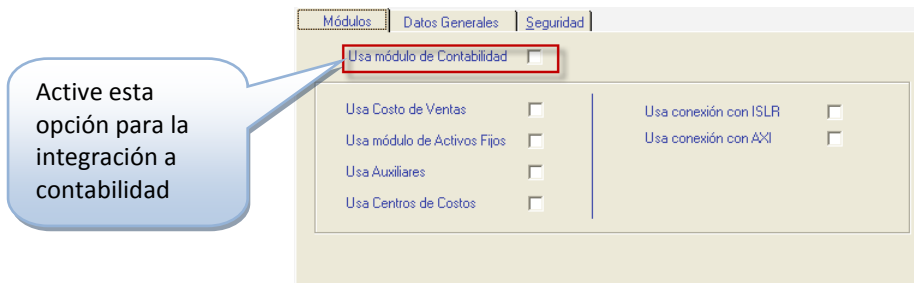 Módulos Datos Generales Seguridad
Usa módulo de Contabilidad
Active esta
opción para la
integración a
contabilidad
Usa Costo de Ventas
Usa módulo de Activos Fijos
Usa Auxiliares
Usa Centros de Costos
Usa conexión con ISLR
Usa conexión con AXI